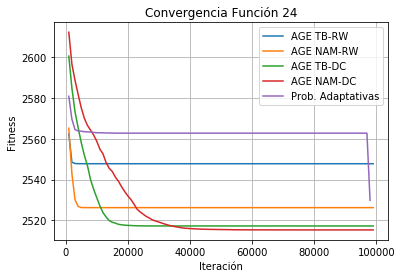 Convergencia Función 24
Fitness
2620
2600
2580
2560
2540
2520
AGE TB-RW
AGE NAM-RW
AGE TB-DC
AGE NAM-DC
Prob. Adaptativas
0
20000
40000
60000
80000
100000
Iteración